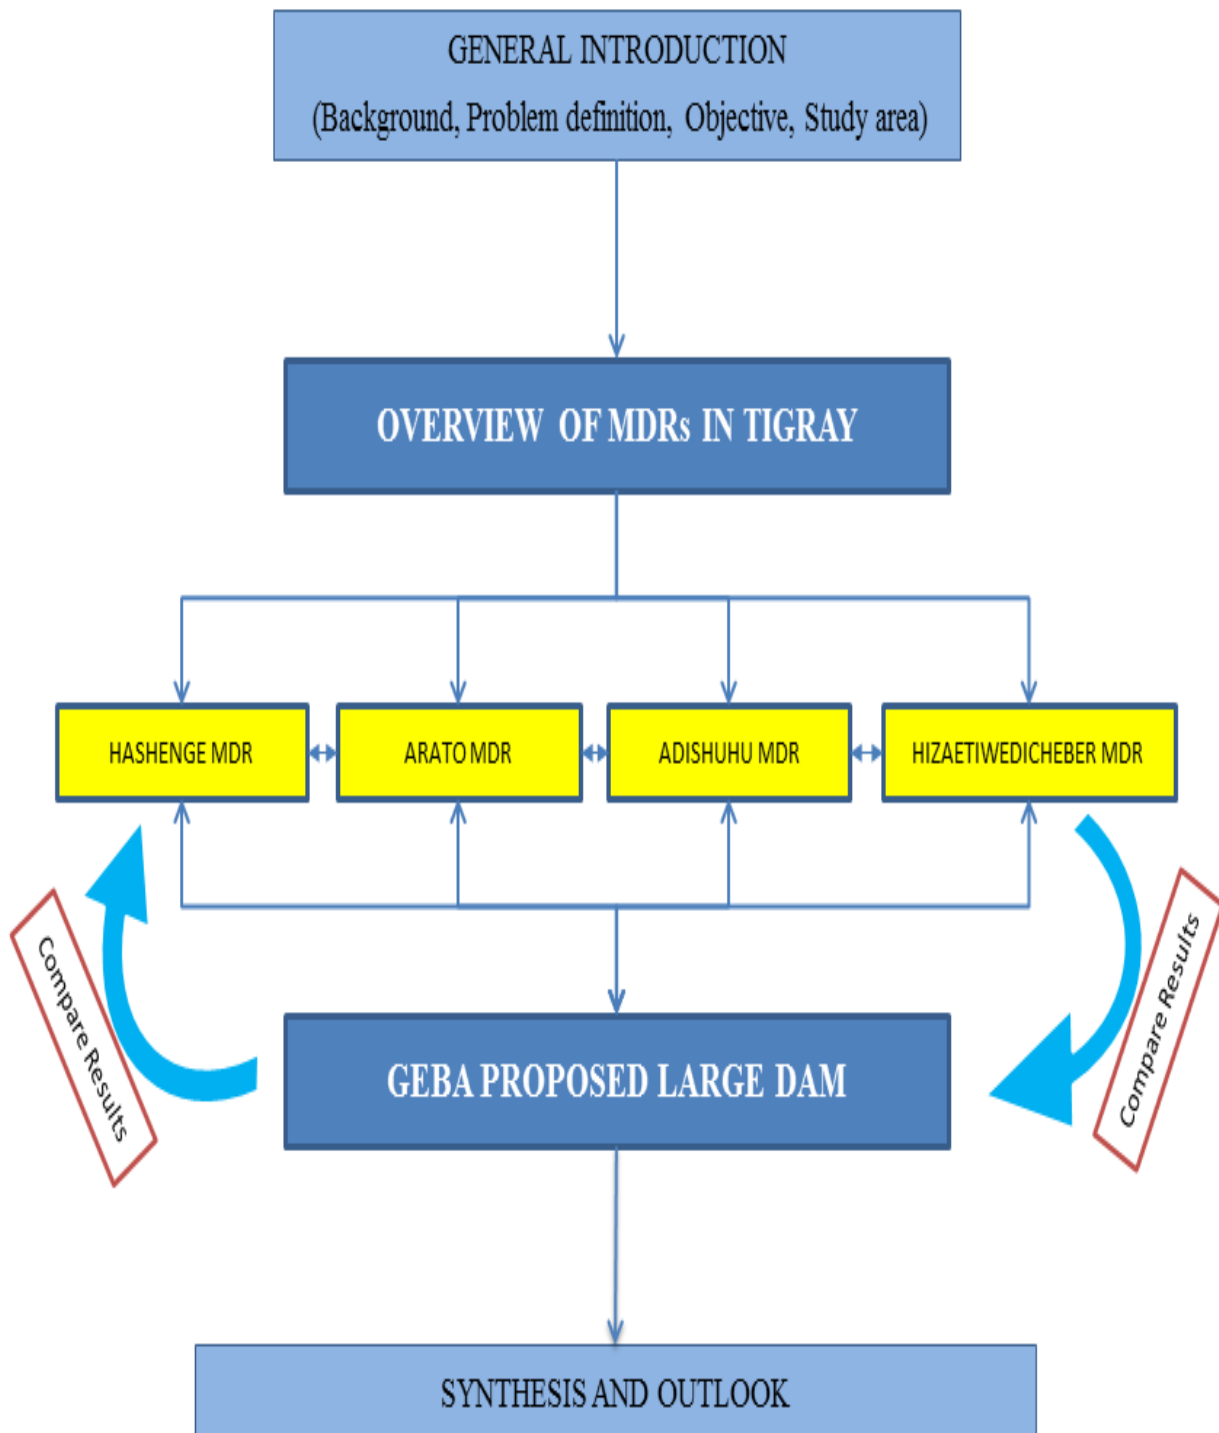 GENERAL INTRODUCTION
(Background, Problem definition, Objective, Study area)
OVERVIEW OF MDRs IN TIGRAY
HASHENGE MDR
ARATO MDR
ADISHUHU MDR
HIZAETIWEDICHEBER MDR
Compare Results
Compare Results
GEBA PROPOSED LARGE DAM
SYNTHESIS AND OUTLOOK